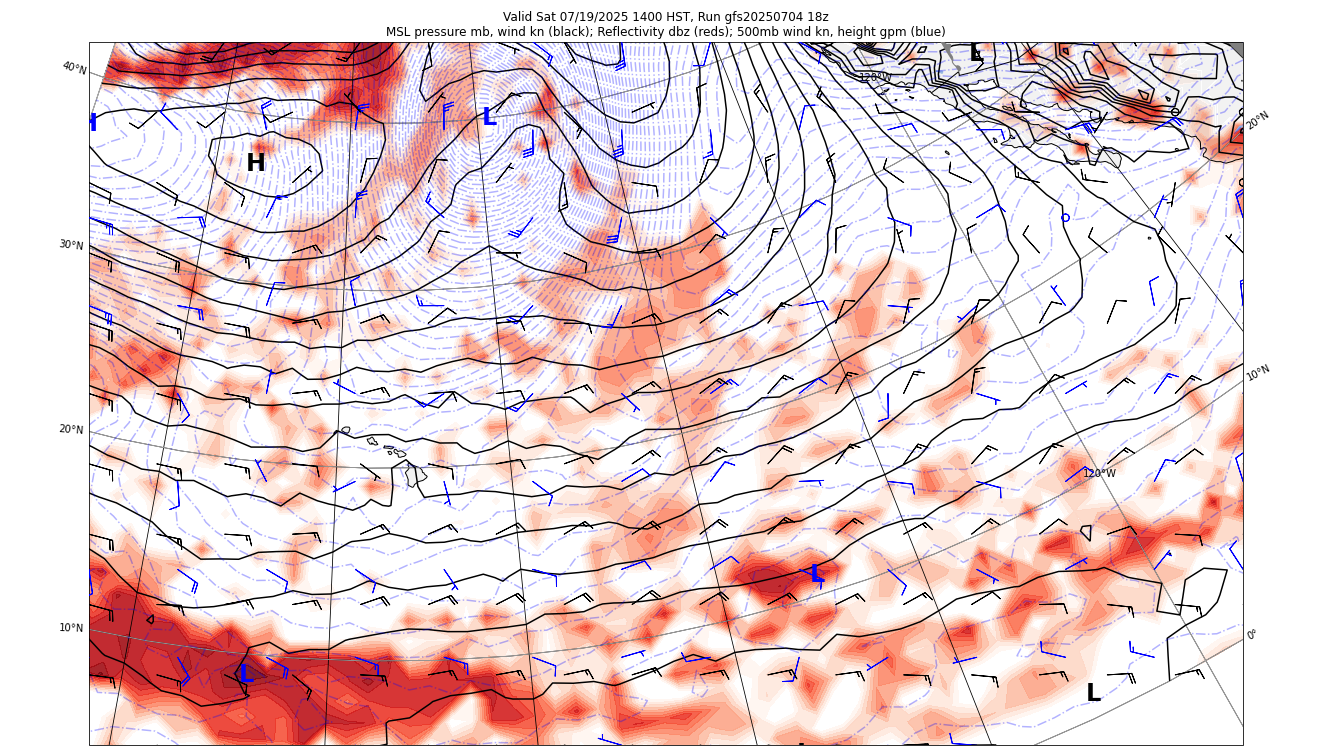 Valid Sat 07/19/2025 1400 HST, Run gfs20250704 18z
MSL pressure mb, wind kn (black); Reflectivity dbz (reds); 500mb wind kn, height gpm (blue)
L
40°N
120°W
H
L
20°N
H
30°N
10°N
20°N
120°W
L
10°N
0°
L
L